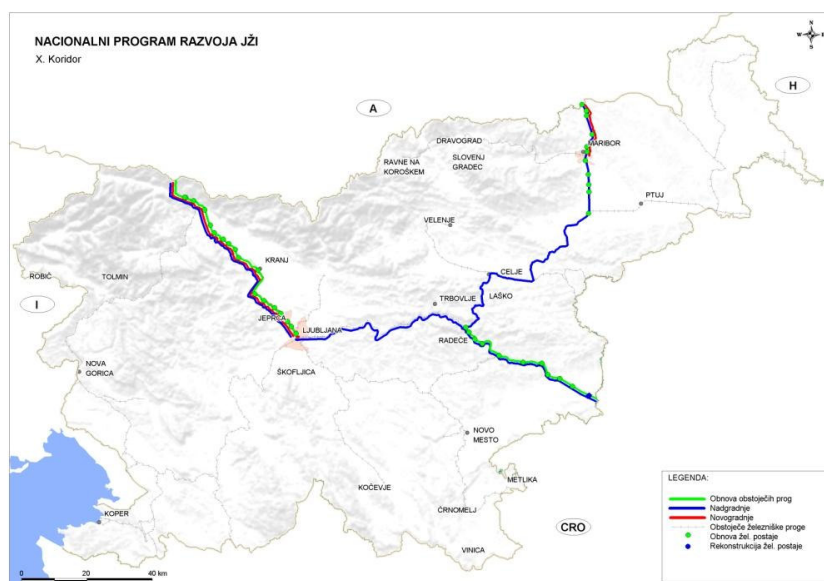 NACIONALNI PROGRAM RAZVOJA JŽI
X. Koridor
N
W
E
S
H
A
DRAVOGRAD
MARIBOR
RAVNE NA
KOROŠKEM
SLOVENJ
GRADEC
PTUJ
VELENJE
KRANJ
ROBIČ
TOLMIN
CELJE
I
TRBOVLJE
LAŠKO
JEPRCA
LJUBLJANA
RADEČE
NOVA
GORICA
ŠKOFLJICA
NOVO
MESTO
KOČEVJE
METLIKA
KOPER
ČRNOMELJ
CRO
VINICA
LEGENDA:
Obnova obstoječih prog
Nadgradnje
Novogradnje
Obstoječe železniške proge
Obnova žel. postaje
Rekonstrukcija žel. postaje
0 20 40 km